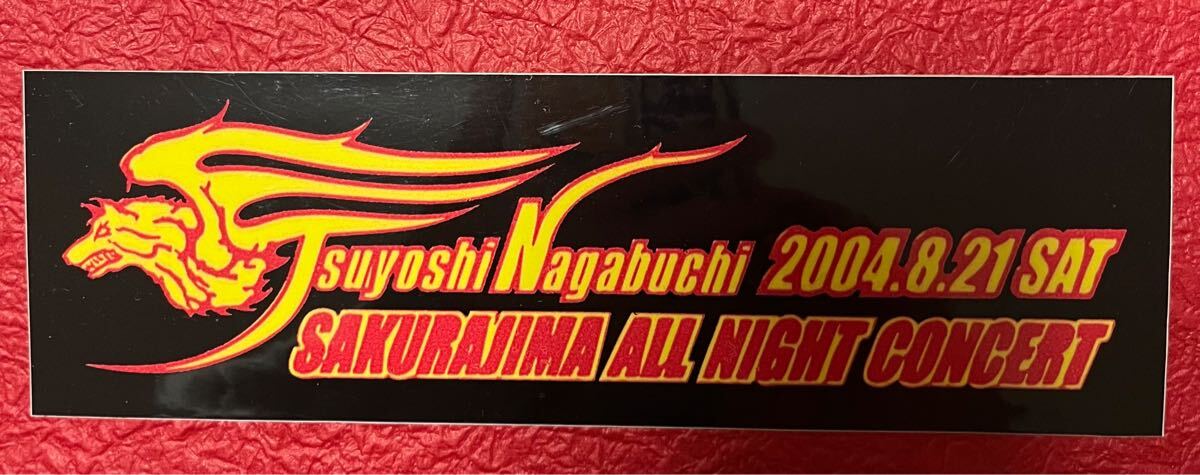 Tsuyoshi Nagabuchi 2004.8.21 SAT
SAKURAJIMA ALL NIGHT CONCERT